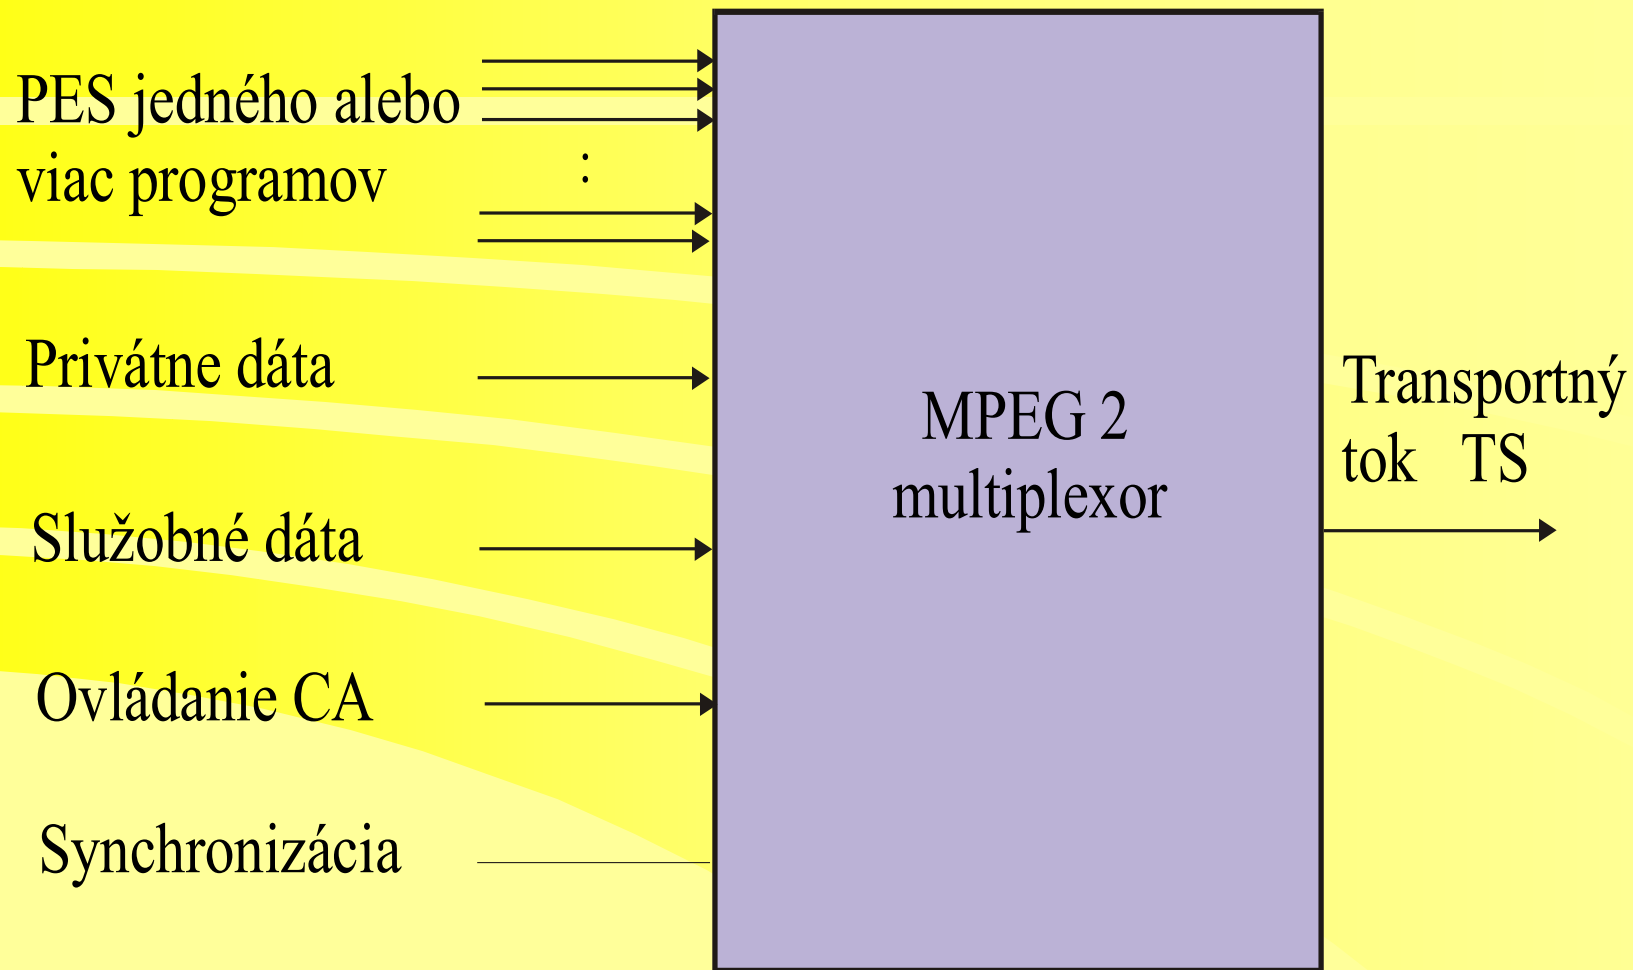 PES jedného alebo
viac programov
:
Privátne dáta
Služobné dáta
Ovládanie CA
Synchronizácia
MPEG 2
multiplexor
Transportný
tok TS